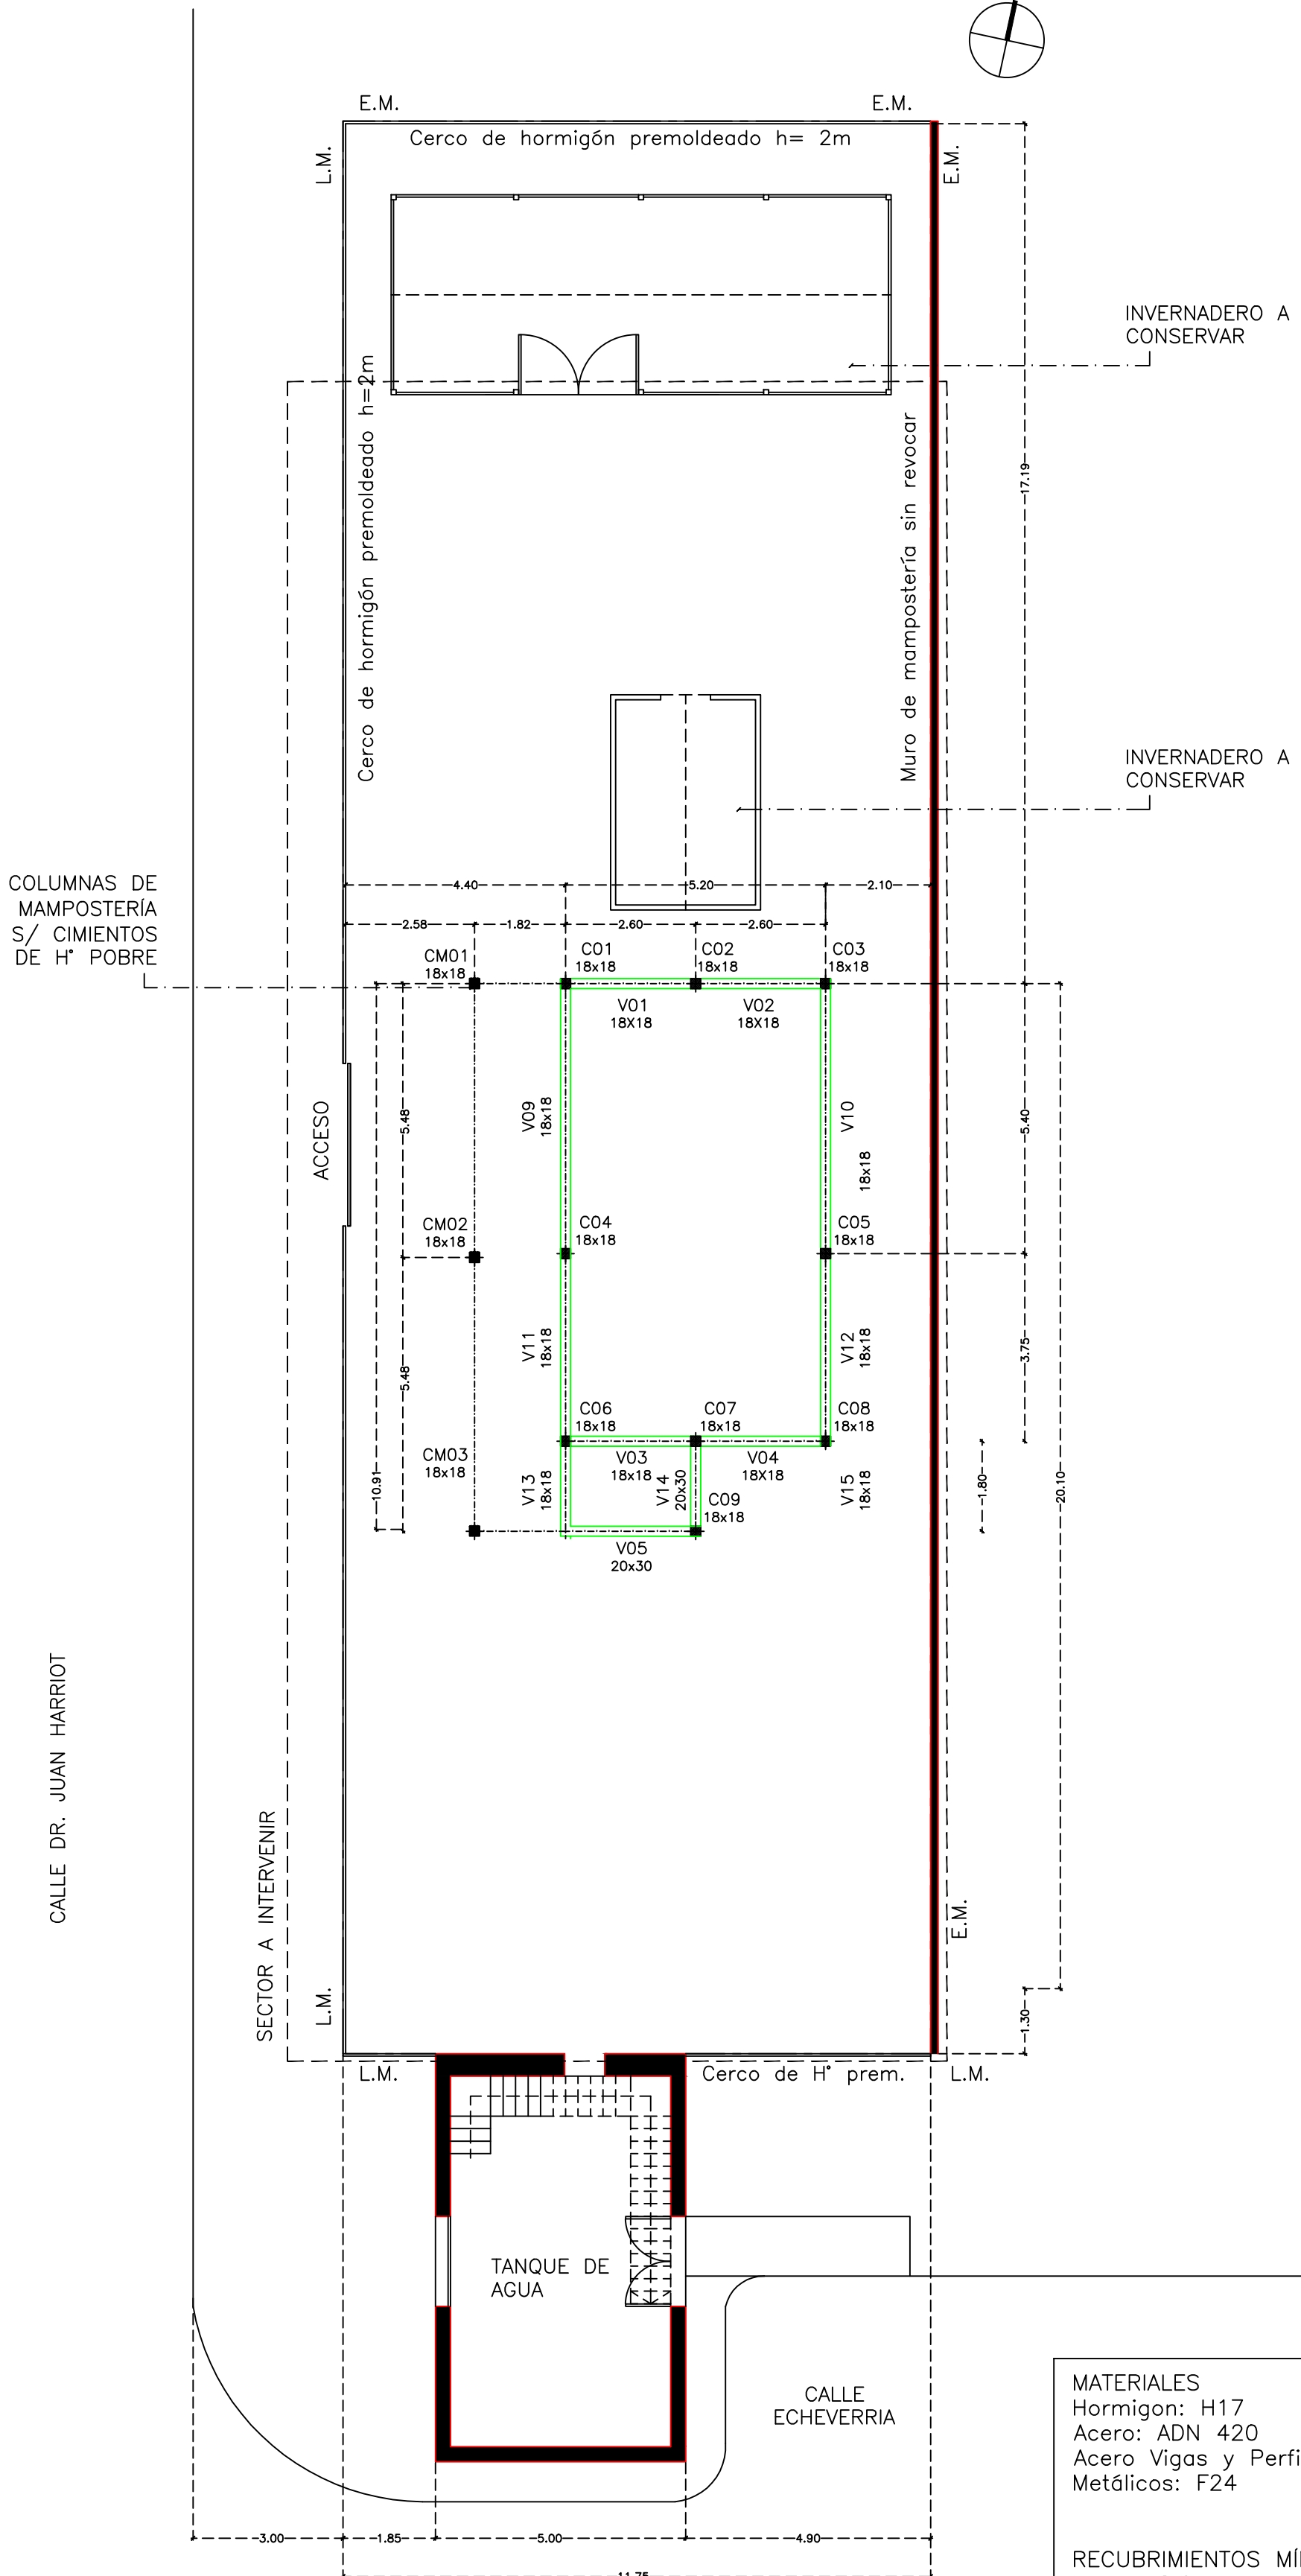 E.M.
E.M.
Cerco de hormigón premoldeado h= 2m
L.M.
E.M.
INVERNADERO A
CONSERVAR
Cerco de hormigón premoldeado h=2m
Muro de mampostería sin revocar
17.19
INVERNADERO A
CONSERVAR
COLUMNAS DE
MAMPOSTERÍA
S/ CIMIENTOS
DE H° POBRE
4.40
5.20
2.10
2.58
1.82
2.60
2.60
CM01
18x18
C01
18x18
C02
18x18
C03
18x18
V01
18X18
V02
18X18
ACCESO
5.48
V09
18x18
V10
18x18
5.40
CM02
18x18
C04
18x18
C05
18x18
V11
18x18
V12
18x18
3.75
5.48
C06
18x18
C07
18x18
C08
18x18
CM03
18x18
V03
18x18
V04
18X18
10.91
V13
18x18
V14
20x30
C09
18x18
V15
18x18
1.80
20.10
V05
20x30
CALLE DR. JUAN HARRIOT
SECTOR A INTERVENIR
L.M.
E.M.
1.30
L.M.
Cerco de H° prem.
L.M.
TANQUE DE
AGUA
CALLE
ECHEVERRIA
MATERIALES
Hormigon: H17
Acero: ADN 420
Acero Vigas y Perfi
Metálicos: F24
RECUBRIMIENTOS MÍ
3.00
1.85
5.00
4.90
11.75